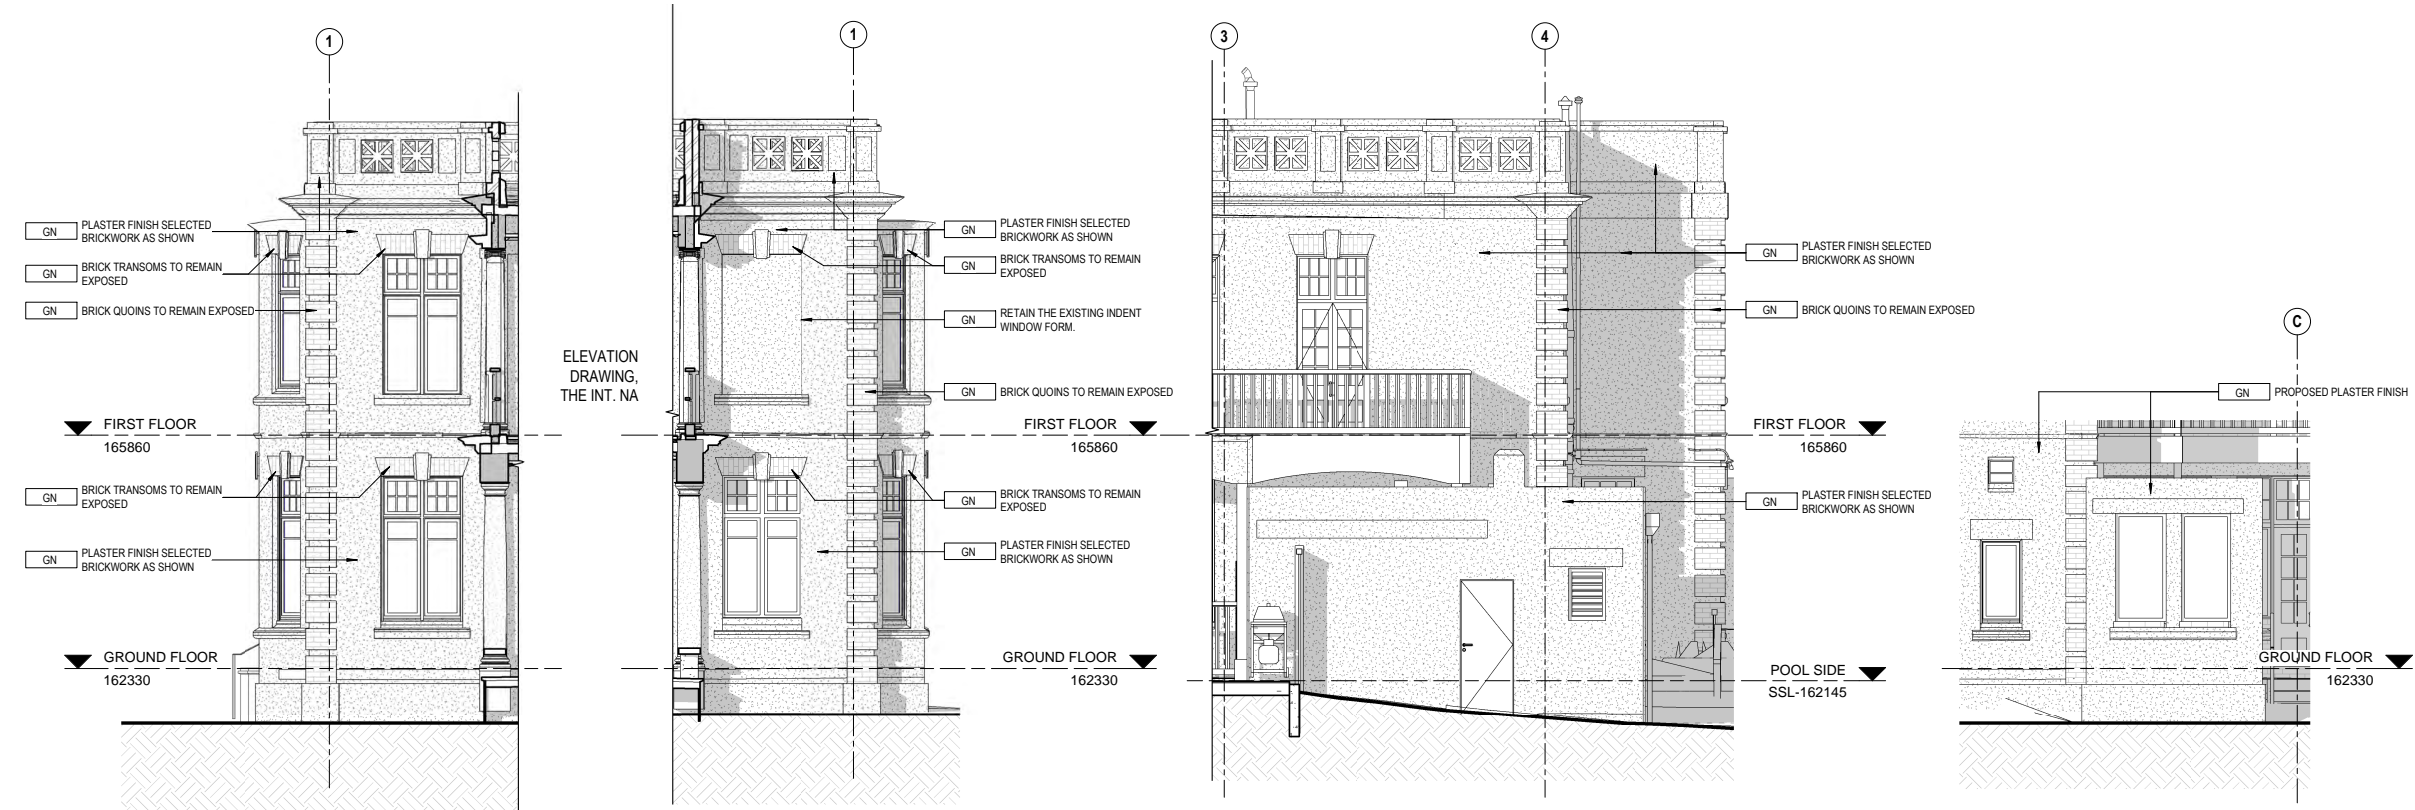 1
GN
PLASTER FINISH SELECTED
BRICKWORK AS SHOWN
GN
BRICK TRANSOMS TO REMAIN
EXPOSED
GN
BRICK QUOINS TO REMAIN EXPOSED
FIRST FLOOR
165860
GN
BRICK TRANSOMS TO REMAIN
EXPOSED
GN
PLASTER FINISH SELECTED
BRICKWORK AS SHOWN
GROUND FLOOR
162330
ELEVATION
DRAWING,
THE INT. NA
1
GN
PLASTER FINISH SELECTED
BRICKWORK AS SHOWN
GN
BRICK TRANSOMS TO REMAIN
EXPOSED
GN
RETAIN THE EXISTING INDENT
WINDOW FORM.
GN
BRICK QUOINS TO REMAIN EXPOSED
FIRST FLOOR
165860
GN
BRICK TRANSOMS TO REMAIN
EXPOSED
GN
PLASTER FINISH SELECTED
BRICKWORK AS SHOWN
GROUND FLOOR
162330
3
4
GN
PLASTER FINISH SELECTED
BRICKWORK AS SHOWN
GN
BRICK QUOINS TO REMAIN EXPOSED
FIRST FLOOR
165860
GN
PLASTER FINISH SELECTED
BRICKWORK AS SHOWN
POOL SIDE
SSL-162145
C
GN
PROPOSED PLASTER FINISH
GROUND FLOOR
162330